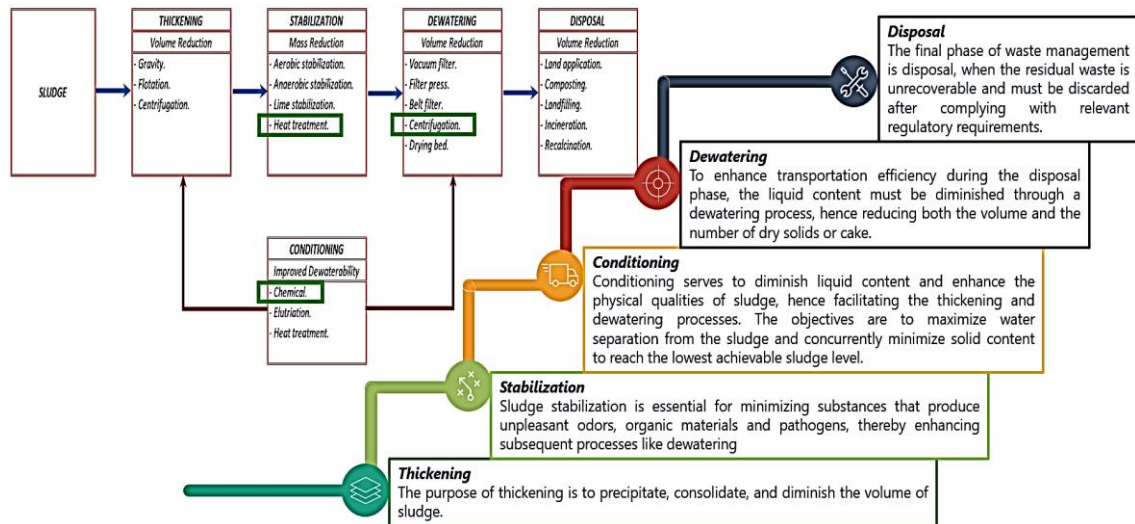 SLUDGE
THICKENING
Volume Reduction
- Gravity.
- Flotation.
- Centrifugation.
STABILIZATION
Mass Reduction
- Aerobic stabilization.
- Anaerobic stabilization.
- Lime stabilization.
- Heat treatment.
DEWATERING
Volume Reduction
- Vacuum filter.
- Filter press.
- Belt filter.
- Centrifugation.
- Drying bed.
DISPOSAL
Volume Reduction
- Land application.
- Composting.
- Landfilling.
- Incineration.
- Recalcination.
CONDITIONING
Improved Dewaterability
- Chemical.
- Elutriation.
- Heat treatment.
Disposal
The final phase of waste management
is disposal, when the residual waste is
unrecoverable and must be discarded
after complying with relevant
regulatory requirements.
Dewatering
To enhance transportation efficiency during the disposal
phase, the liquid content must be diminished through a
dewatering process, hence reducing both the volume and the
number of dry solids or cake.
Conditioning
Conditioning serves to diminish liquid content and enhance the
physical qualities of sludge, hence facilitating the thickening and
dewatering processes. The objectives are to maximize water
separation from the sludge and concurrently minimize solid content
to reach the lowest achievable sludge level.
Stabilization
Sludge stabilization is essential for minimizing substances that produce
unpleasant odors, organic materials and pathogens, thereby enhancing
subsequent processes like dewatering
Thickening
The purpose of thickening is to precipitate, consolidate, and diminish the volume of
sludge.